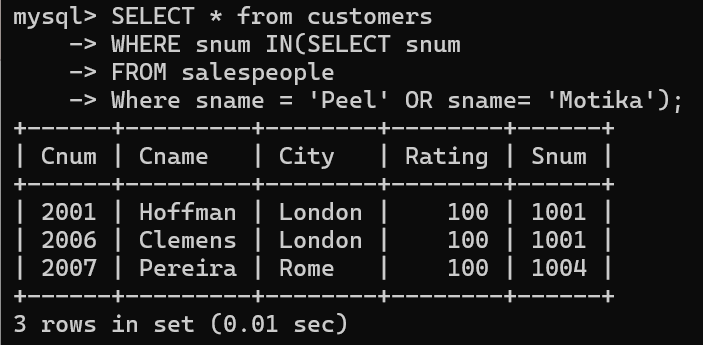 mysql> SELECT * from customers
    -> WHERE snum IN(SELECT snum
    -> FROM salespeople
    -> Where sname = 'Peel' OR sname= 'Motika');
+------+---------+--------+--------+------+
| Cnum | Cname   | City   | Rating | Snum |
+------+---------+--------+--------+------+
| 2001 | Hoffman | London |    100 | 1001 |
| 2006 | Clemens | London |    100 | 1001 |
| 2007 | Pereira | Rome   |    100 | 1004 |
+------+---------+--------+--------+------+
3 rows in set (0.01 sec)